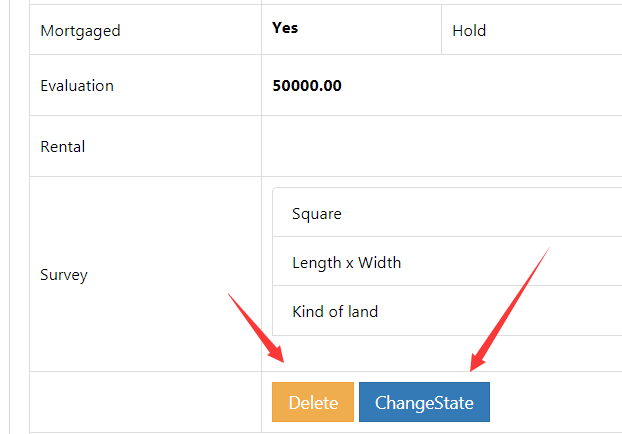 Mortgaged Yes Hold
Evaluation 50000.00
Rental
Square
Length x Width
Survey
Kind of land
Delete ChangeState